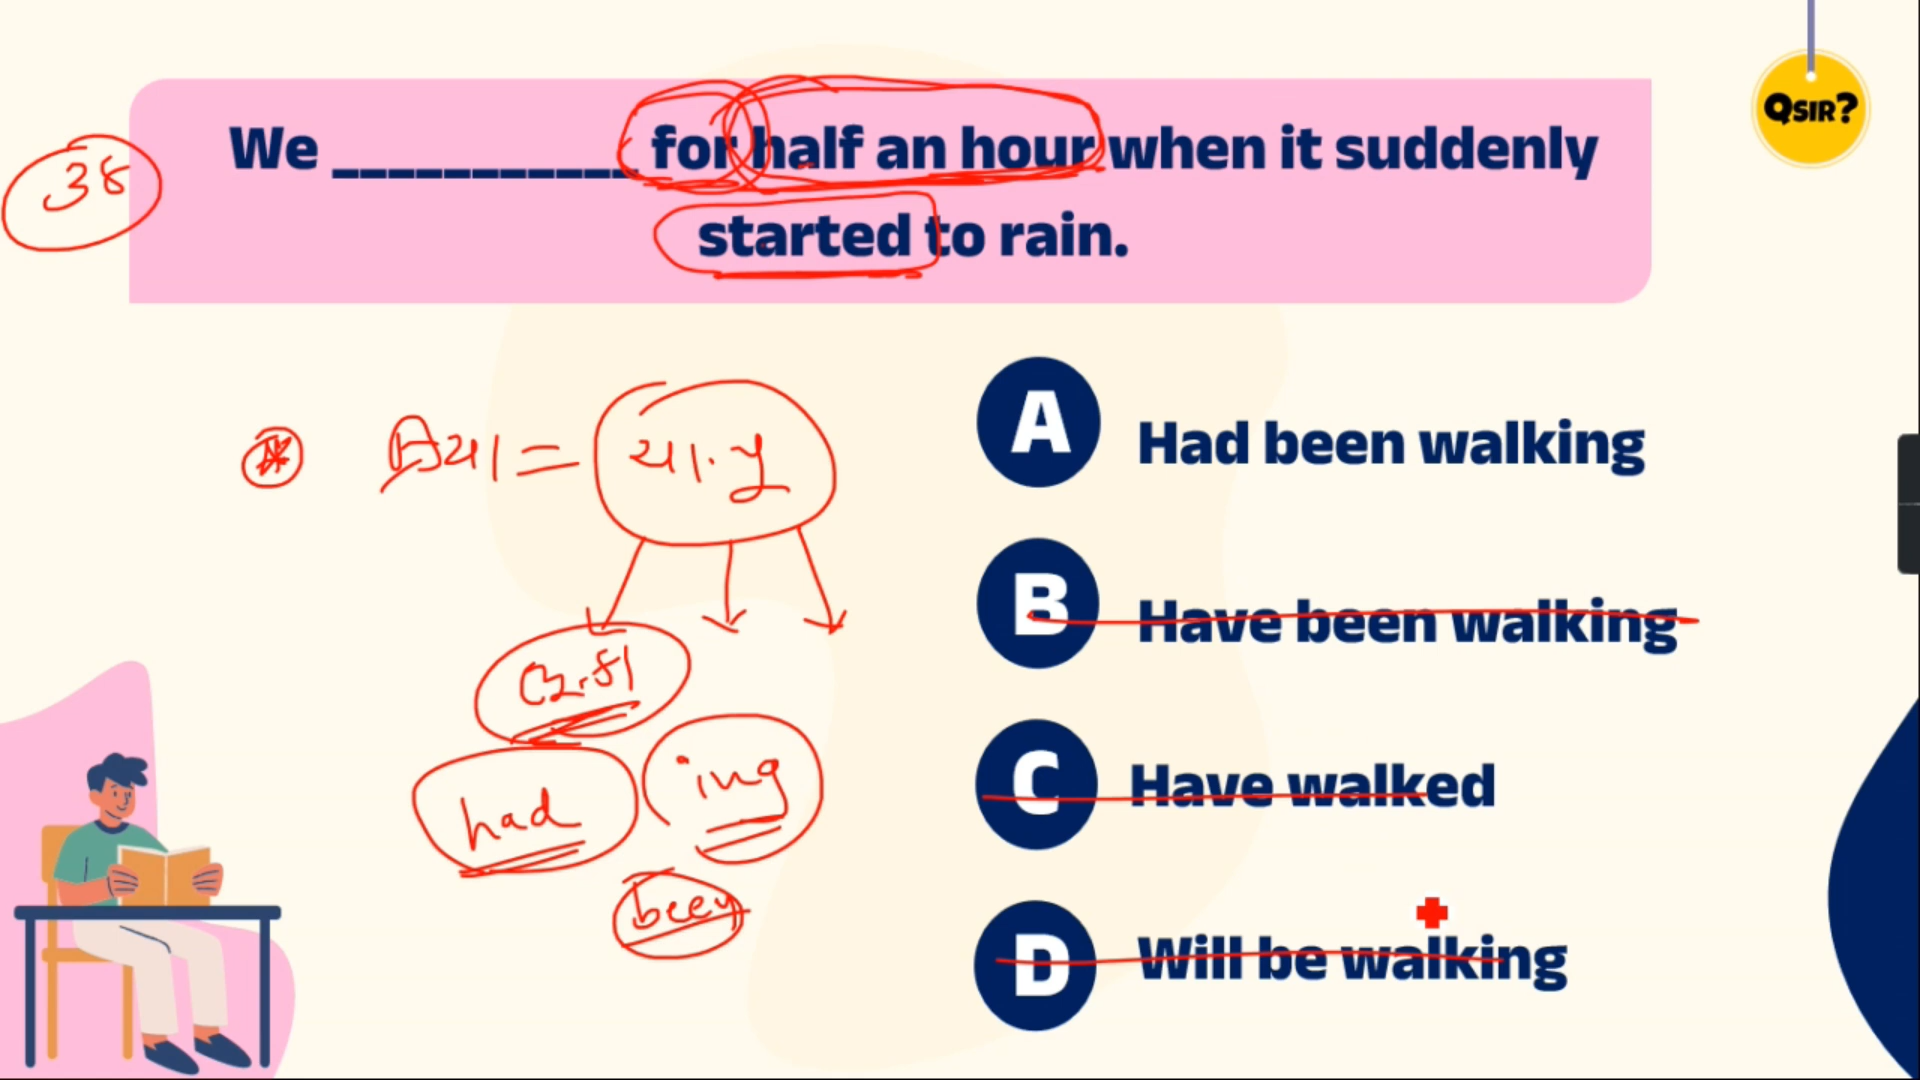 QSIR?
We ___________ for half an hour when it suddenly
started to rain.
38
A Had been walking
B Have been walking
C Have walked
D Will be walking
had
ing
been